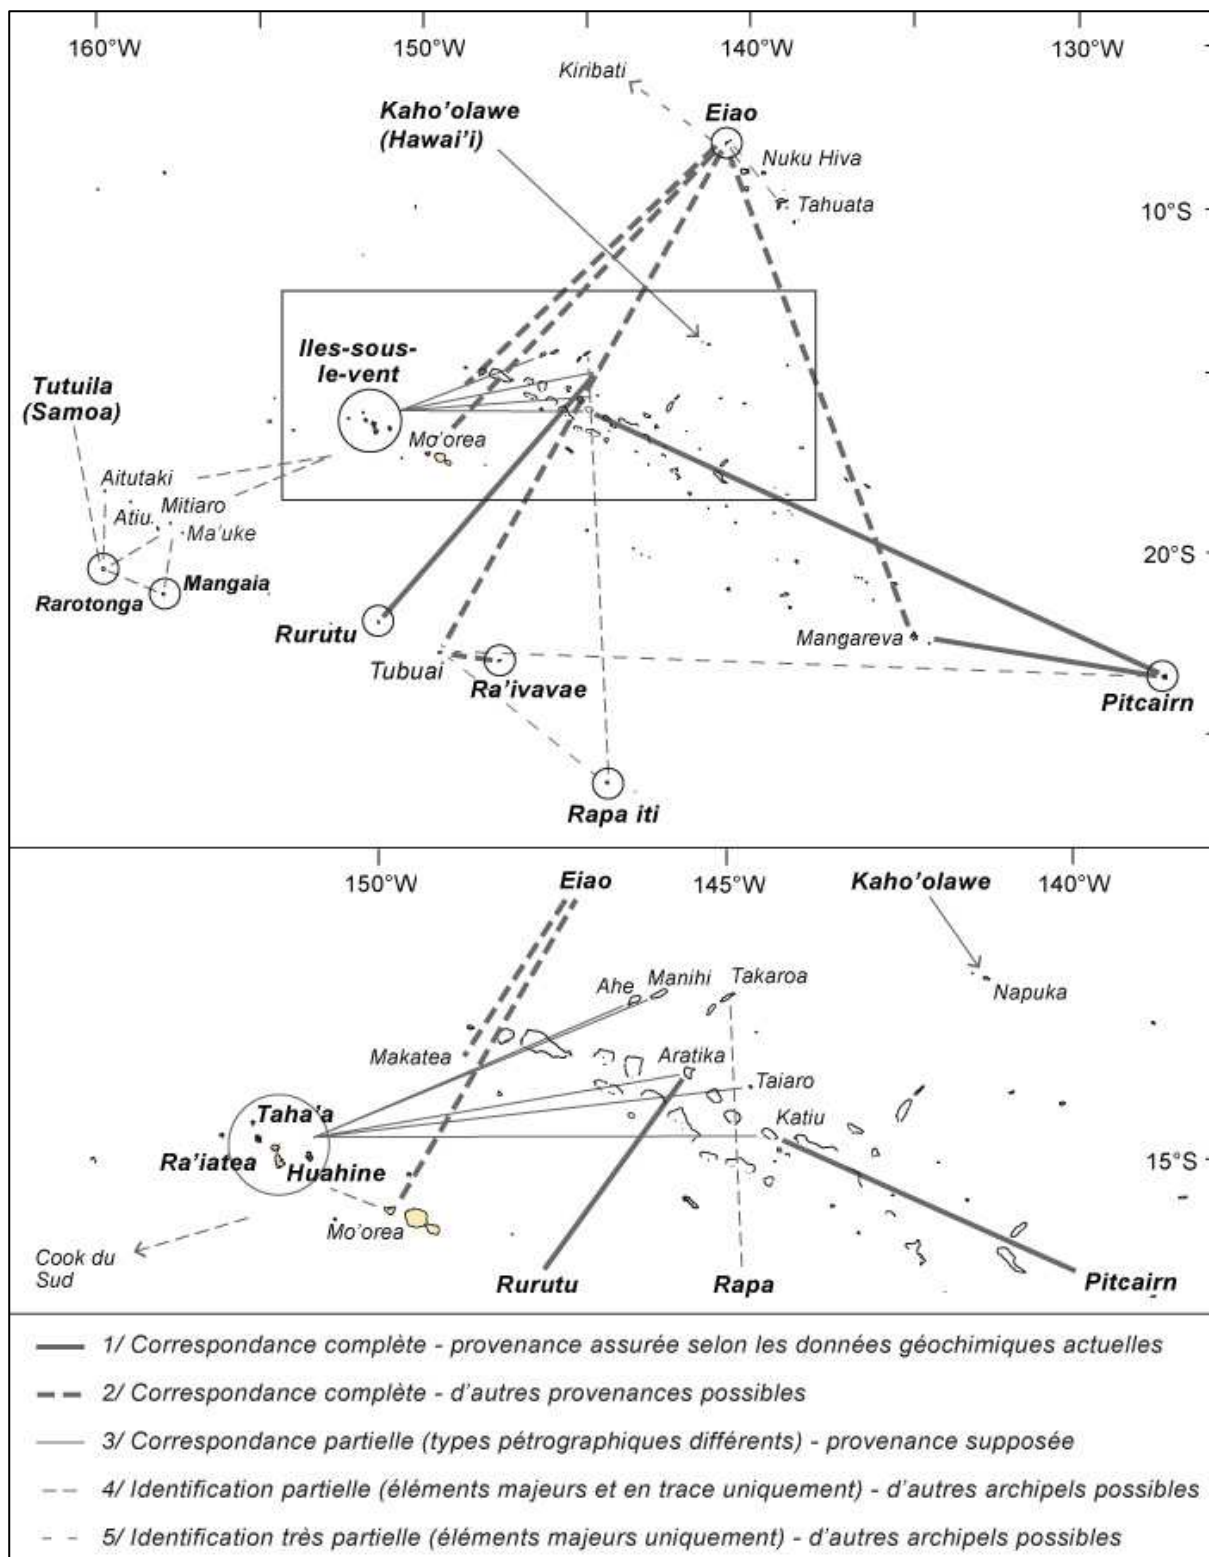 160°W
150°W
140°W
130°W
Kiribati
Kaho'olawe
(Hawai'i)
Eiao
Nuku Hiva
Tahuata
10°S
Iles-sous-
le-vent
Tutuila
(Samoa)
Mo'orea
Aitutaki
Mitiaro
Atiu
Ma'uke
20°S
Mangaia
Rarotonga
Rurutu
Mangareva
Tubuai
Ra'ivavae
Pitcairn
Rapa iti
150°W
Eiao
145°W
Kaho'olawe
140°W
Ahe
Manihi
Takaroa
Napuka
Makatea
Aratika
Taiaro
Taha'a
Katiu
Ra'iatea
Huahine
15°S
Mo'orea
Cook du
Sud
Rurutu
Rapa
Pitcairn
1/ Correspondance complète - provenance assurée selon les données géochimiques actuelles
2/ Correspondance complète - d'autres provenances possibles
3/ Correspondance partielle (types pétrographiques différents) - provenance supposée
4/ Identification partielle (éléments majeurs et en trace uniquement) - d'autres archipels possibles
5/ Identification très partielle (éléments majeurs uniquement) - d'autres archipels possibles